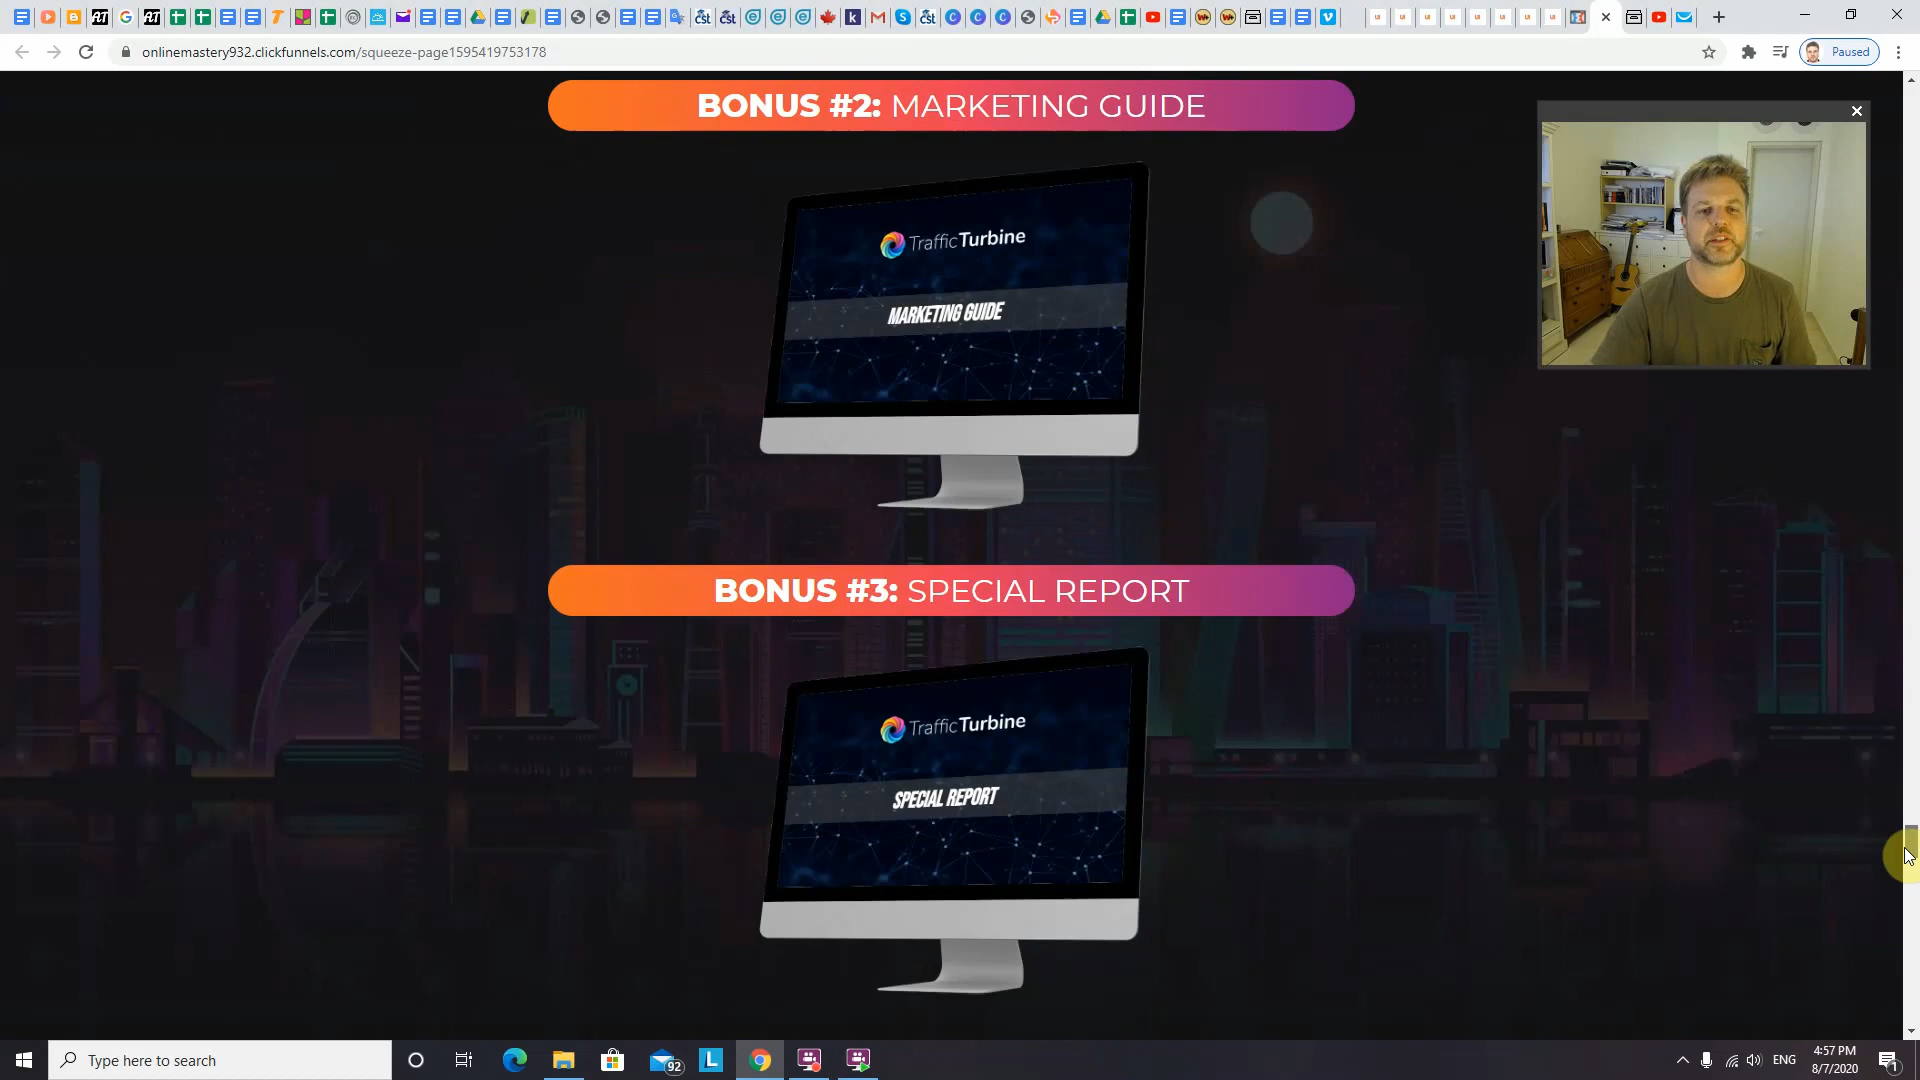 onlinemastery932.clickfunnels.com/squeeze-page1595419753178
Paused
BONUS #2: MARKETING GUIDE
TrafficTurbine
MARKETING GUIDE
BONUS #3: SPECIAL REPORT
TrafficTurbine
SPECIAL REPORT
Type here to search
92
L
ENG
4:57 PM
8/7/2020
1